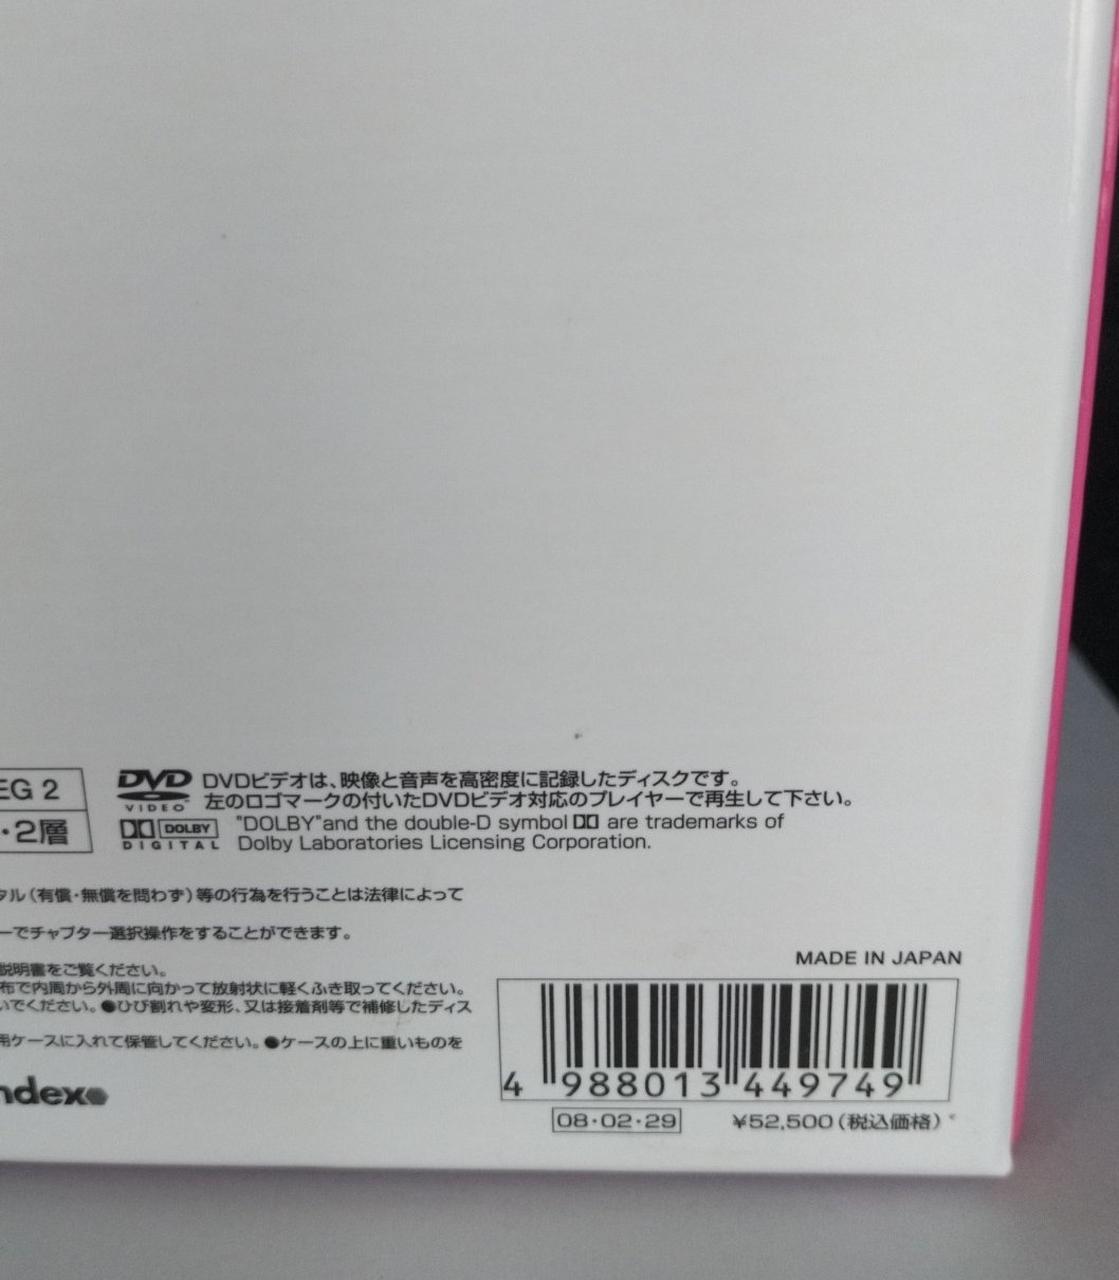 EG 2
・2層
DVD
VIDEO
DVDビデオは、映像と音声を高密度に記録したディスクです。
左のロゴマークの付いたDVDビデオ対応のプレイヤーで再生して下さい。
DOLBY
DIGITAL
"DOLBY"and the double-D symbol are trademarks of
Dolby Laboratories Licensing Corporation.
タル（有償・無償を問わず）等の行為を行うことは法律によって
ーでチャプター選択操作をすることができます。
説明書をご覧ください。
布で内周から外周に向かって放射状に軽くふき取ってください。
いでください。●ひび割れや変形、又は接着剤等で補修したディス
用ケースに入れて保管してください。●ケースの上に重いものを
ndex
MADE IN JAPAN
4 988013 449749
08・02・29
¥52,500（税込価格）